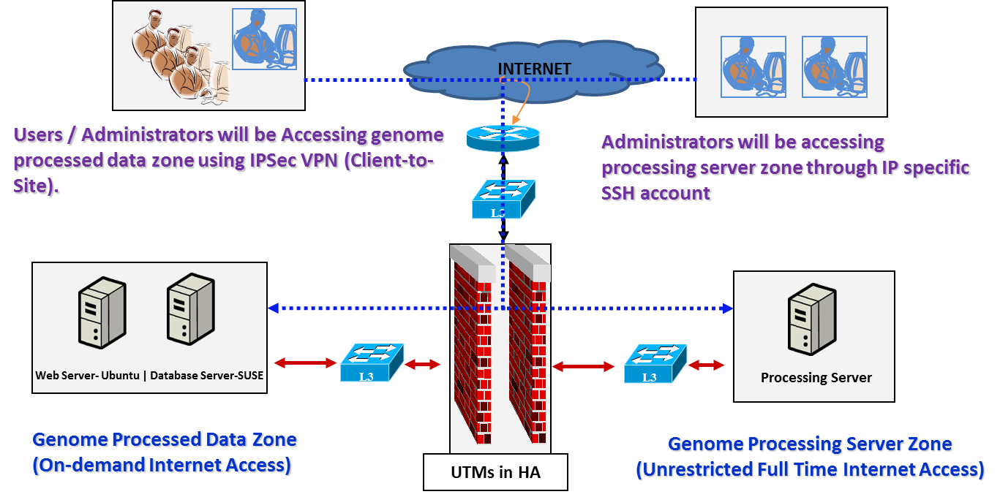 INTERNET
Users / Administrators will be Accessing genome
processed data zone using IPSec VPN (Client-to-
Site).
Administrators will be accessing
processing server zone through IP specific
SSH account
L3
Web Server- Ubuntu | Database Server-SUSE
L3
L3
Processing Server
Genome Processed Data Zone
(On-demand Internet Access)
Genome Processing Server Zone
(Unrestricted Full Time Internet Access)
UTMs in HA